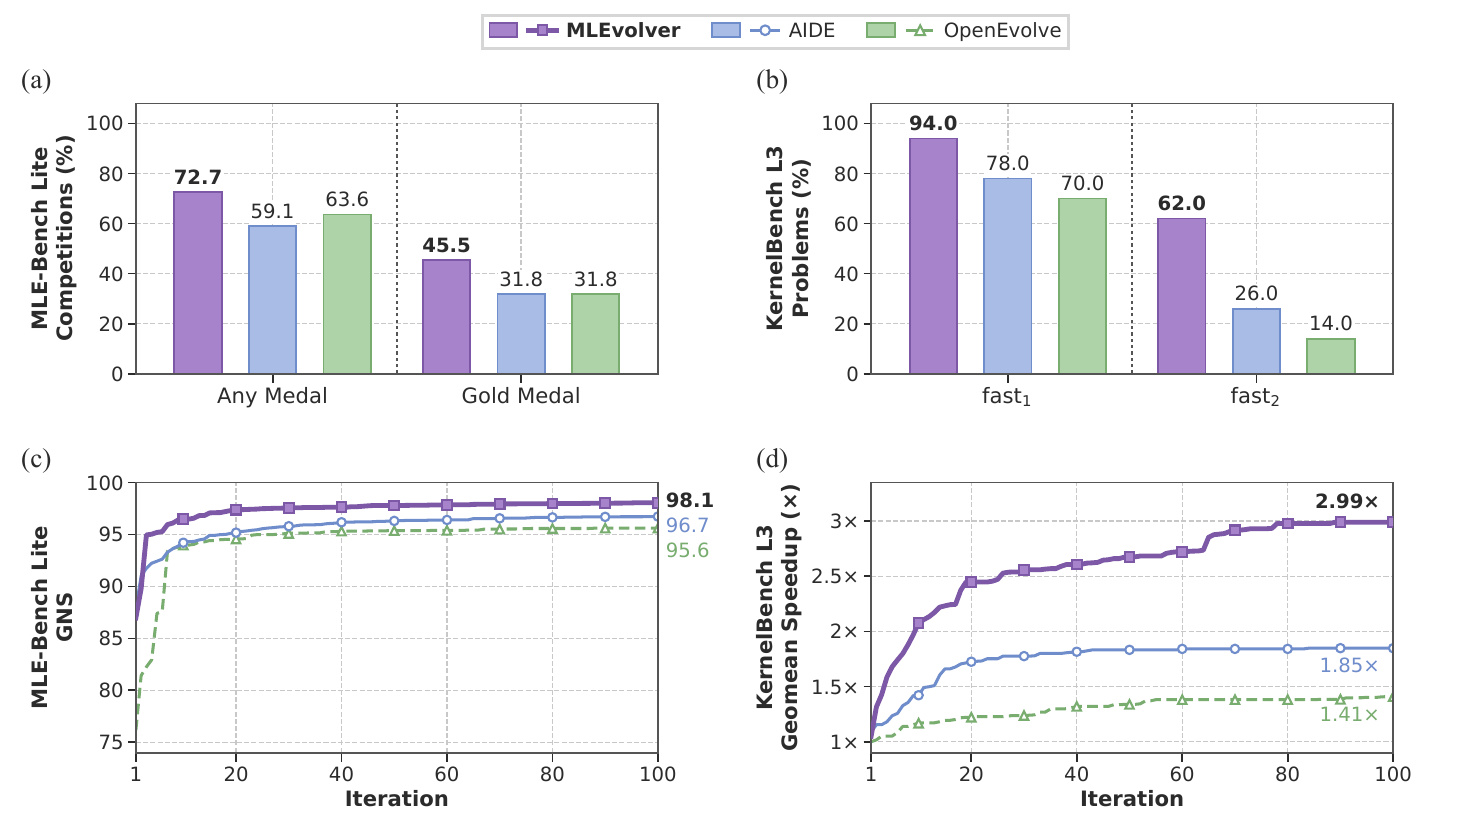 MLEvolver AIDE OpenEvolve
(a)
MLE-Bench Lite
Competitions (%)
100
80
60
40
20
0
72.7
59.1
63.6
45.5
31.8
31.8
Any Medal
Gold Medal
(b)
KernelBench L3
Problems (%)
100
80
60
40
20
0
94.0
78.0
70.0
62.0
26.0
14.0
fast₁
fast₂
(c)
MLE-Bench Lite
GNS
100
95
90
85
80
75
98.1
96.7
95.6
1 20 40 60 80 100
Iteration
(d)
KernelBench L3
Geomean Speedup (×)
3×
2.5×
2×
1.5×
1×
2.99×
1.85×
1.41×
1 20 40 60 80 100
Iteration